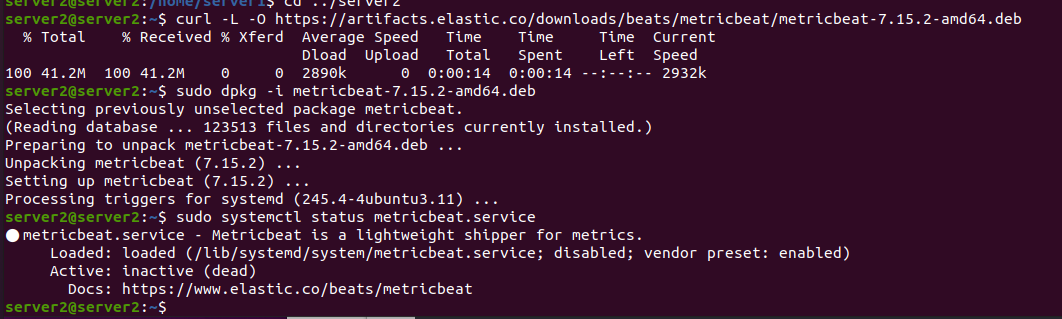 server2@server2:/home/server1$ cd ../server2
server2@server2:~$ curl -L -O https://artifacts.elastic.co/downloads/beats/metricbeat/metricbeat-7.15.2-amd64.deb
  % Total    % Received % Xferd  Average Speed   Time    Time     Time  Current
                                 Dload  Upload   Total   Spent    Left  Speed
100 41.2M  100 41.2M    0     0  2890k      0  0:00:14  0:00:14 --:--:-- 2932k
server2@server2:~$ sudo dpkg -i metricbeat-7.15.2-amd64.deb
Selecting previously unselected package metricbeat.
(Reading database ... 123513 files and directories currently installed.)
Preparing to unpack metricbeat-7.15.2-amd64.deb ...
Unpacking metricbeat (7.15.2) ...
Setting up metricbeat (7.15.2) ...
Processing triggers for systemd (245.4-4ubuntu3.11) ...
server2@server2:~$ sudo systemctl status metricbeat.service
● metricbeat.service - Metricbeat is a lightweight shipper for metrics.
     Loaded: loaded (/lib/systemd/system/metricbeat.service; disabled; vendor preset: enabled)
     Active: inactive (dead)
       Docs: https://www.elastic.co/beats/metricbeat
server2@server2:~$